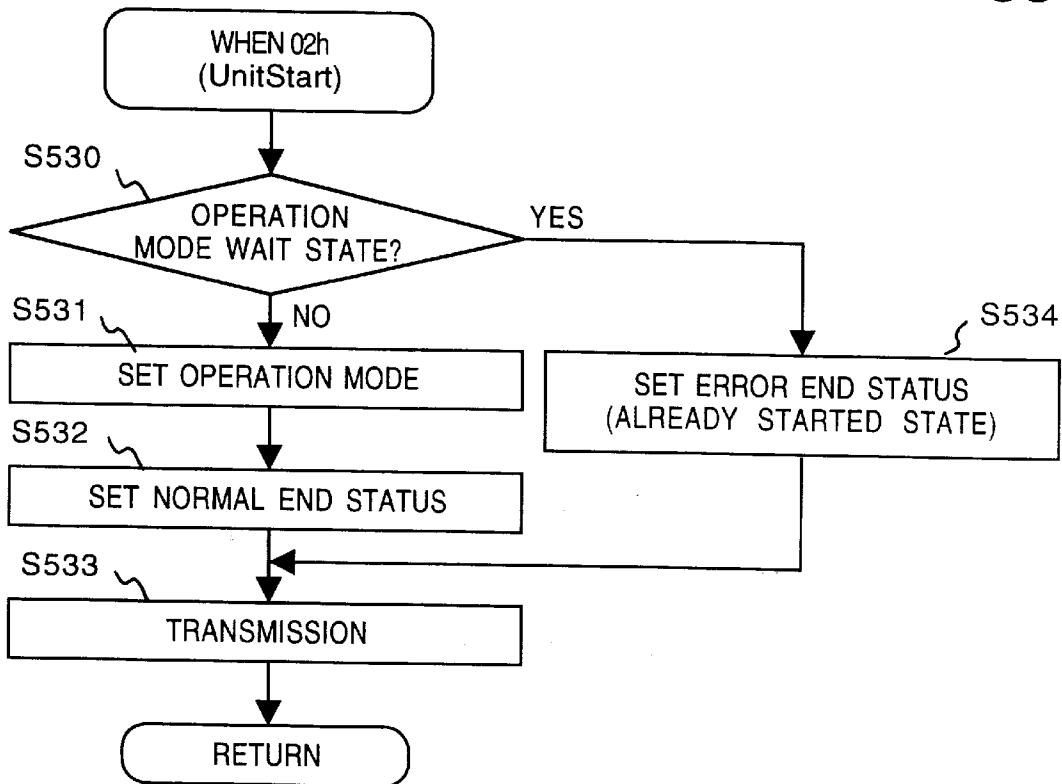 WHEN 02h
(UnitStart)
S530
OPERATION
MODE WAIT STATE?
YES
NO
S531
SET OPERATION MODE
S534
SET ERROR END STATUS
(ALREADY STARTED STATE)
S532
SET NORMAL END STATUS
S533
TRANSMISSION
RETURN